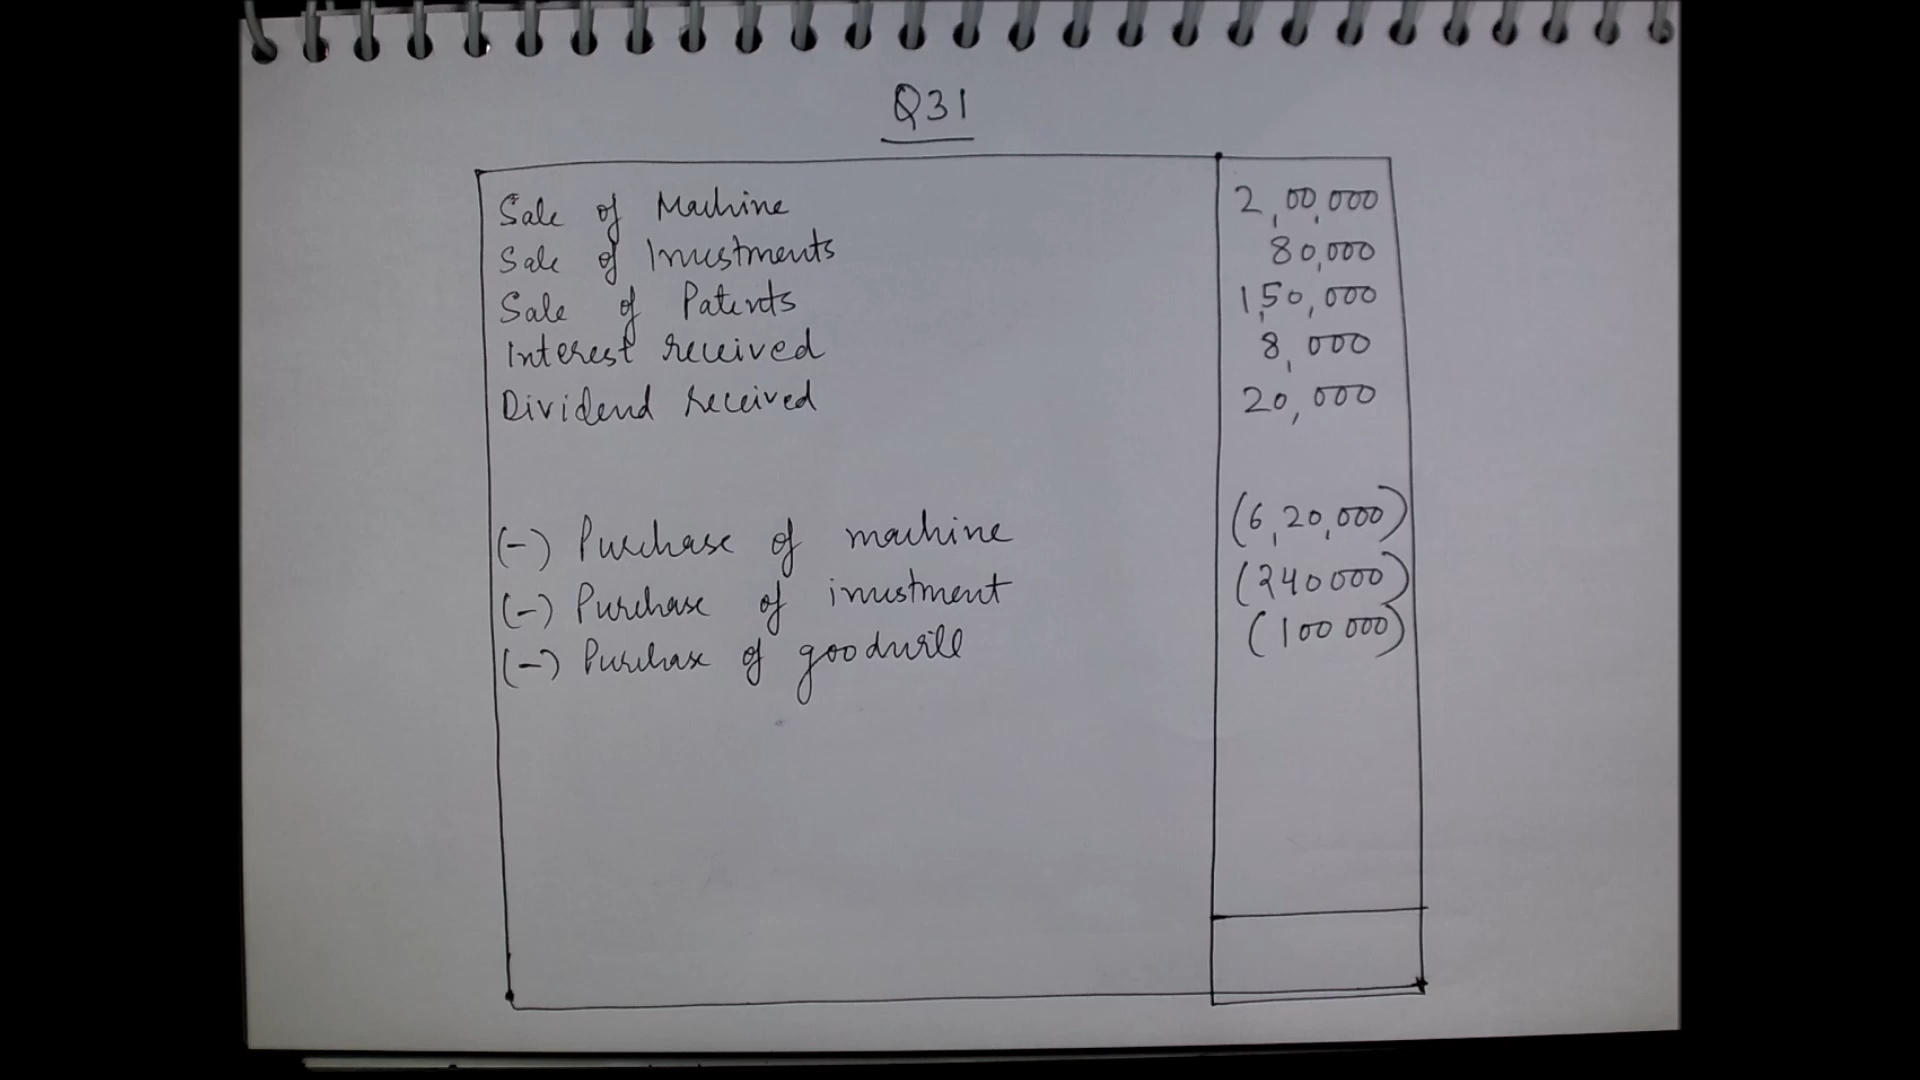 Q31
Sale of Machine 2,00,000
Sale of Investments 80,000
Sale of Patents 1,50,000
Interest received 8,000
Dividend received 20,000
(-) Purchase of machine (6,20,000)
(-) Purchase of investment (240000)
(-) Purchase of goodwill (100000)